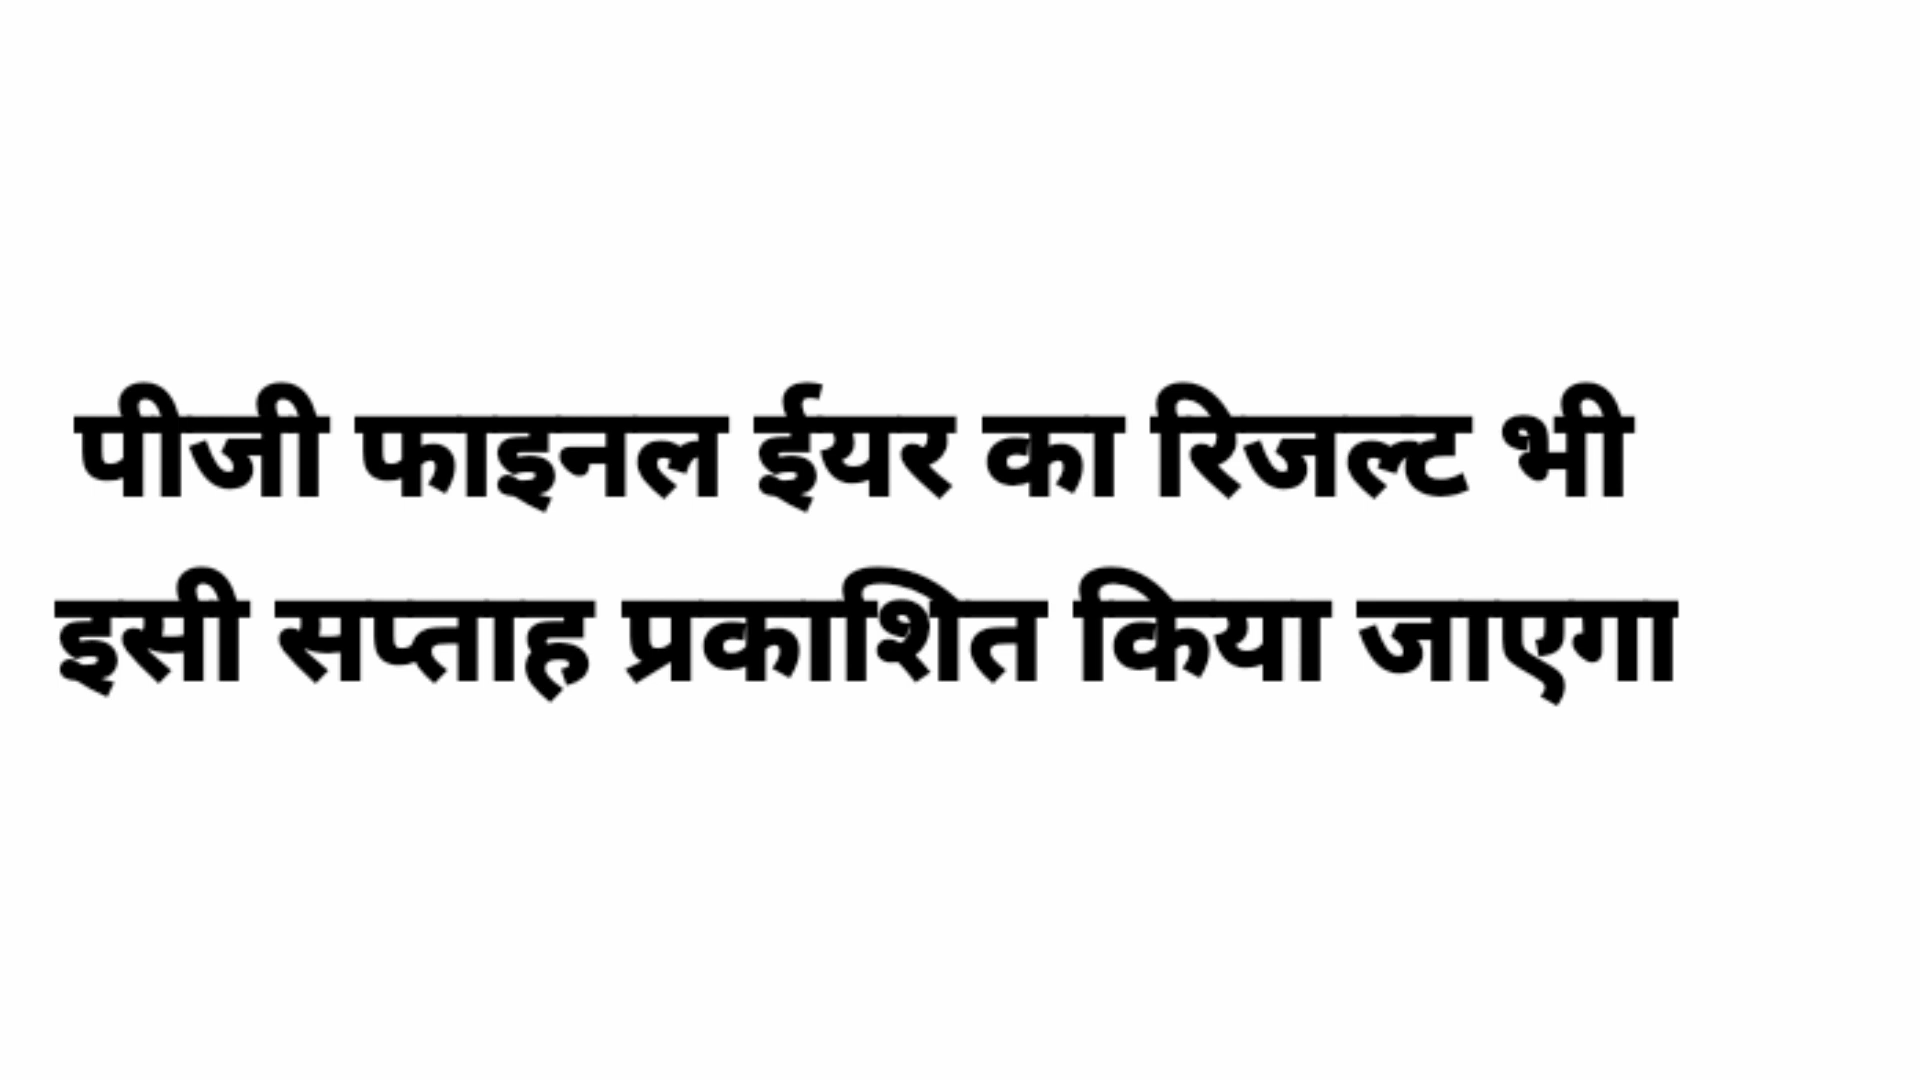 पीजी फाइनल ईयर का रिजल्ट भी
इसी सप्ताह प्रकाशित किया जाएगा